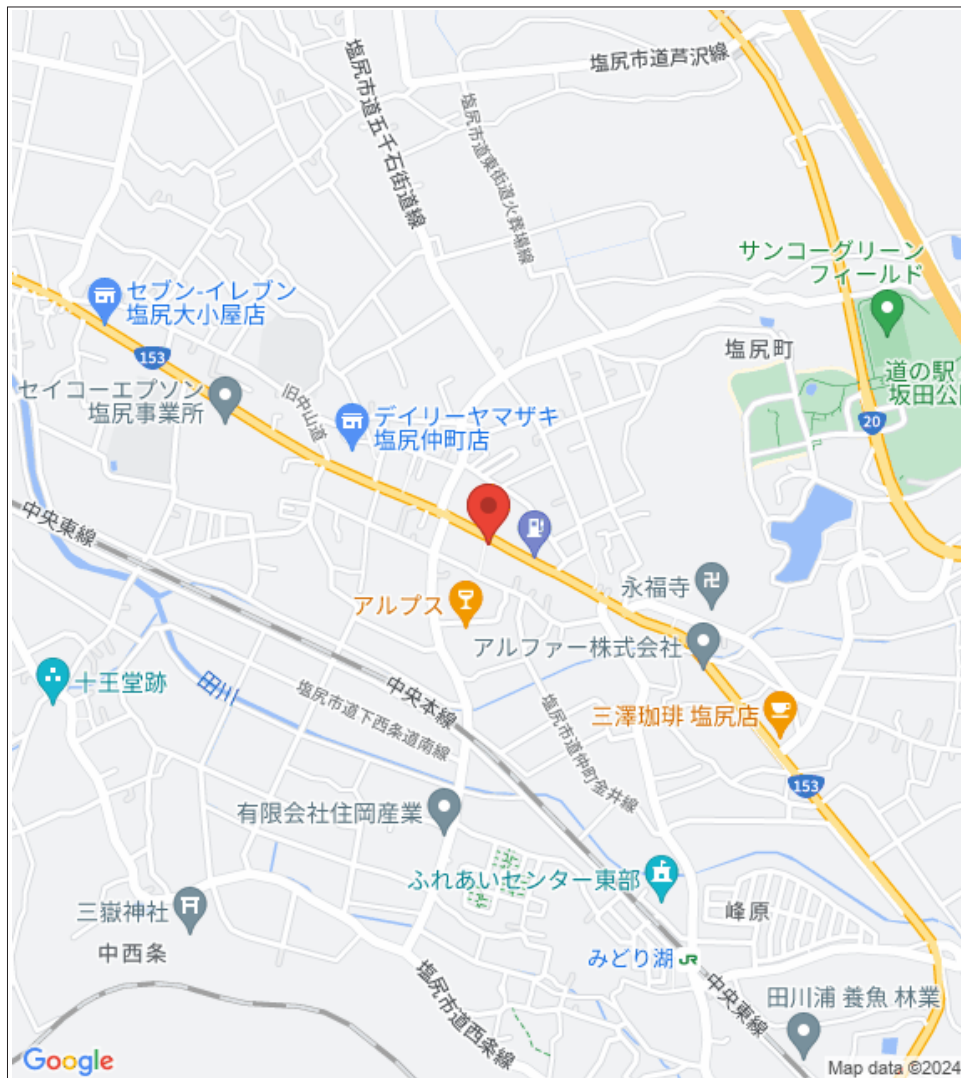 塩尻市道芦沢線
塩尻市道五千石街道線
塩尻市道東街道火葬場線
サンコーグリーン
フィールド
セブン-イレブン
塩尻大小屋店
153
塩尻町
道の駅
坂田公
セイコーエプソン
塩尻事業所
旧中山道
デイリーヤマザキ
塩尻仲町店
20
中央東線
永福寺
アルプス
アルファー株式会社
十王堂跡
田川
中央本線
塩尻市道下西条道南線
塩尻市道仲町金井線
三澤珈琲 塩尻店
153
有限会社住岡産業
ふれあいセンター東部
三嶽神社
峰原
中西条
みどり湖
JR
塩尻市道西条線
中央東線
田川浦 養魚 林業
Google
Map data ©2024